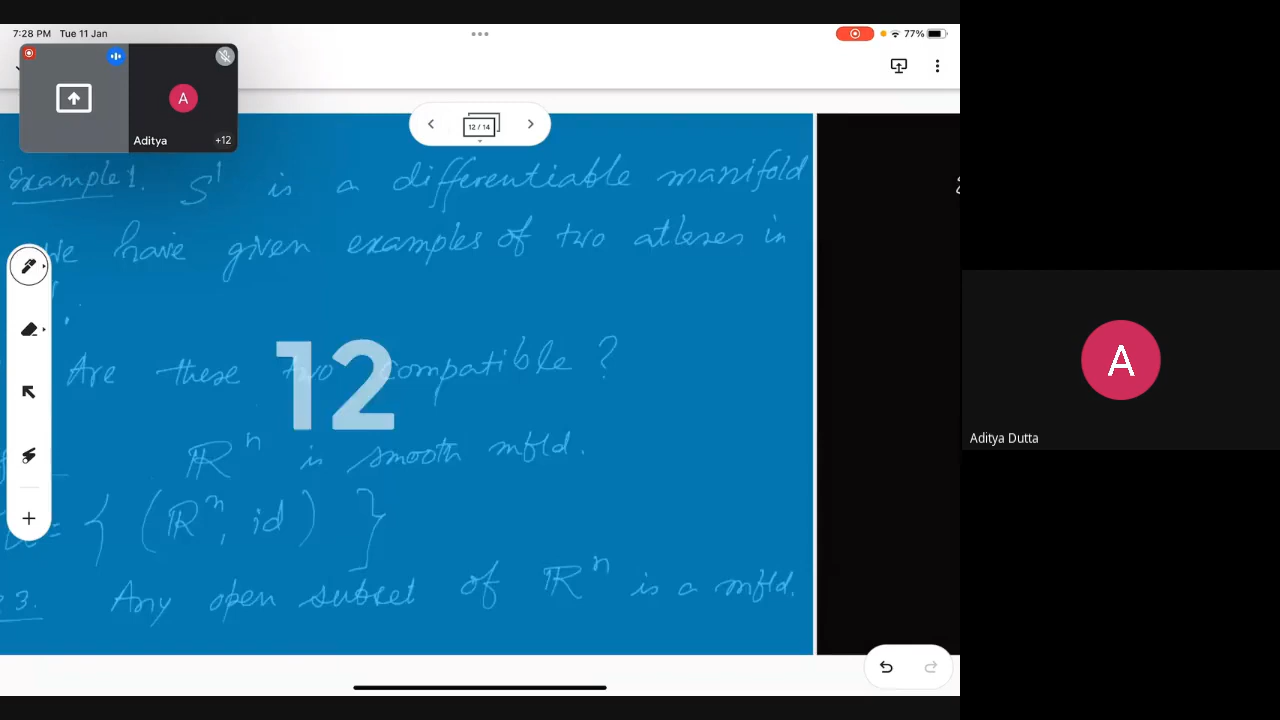 7:28 PM Tue 11 Jan
77%
A
Aditya
+12
12 / 14
Example 1. S¹ is a differentiable manifold
We have given examples of two atlases in
Are these two compatible?
12
ℝⁿ is smooth mfld.
= { (ℝⁿ, id) }
3. Any open subset of ℝⁿ is a mfld.
A
Aditya Dutta